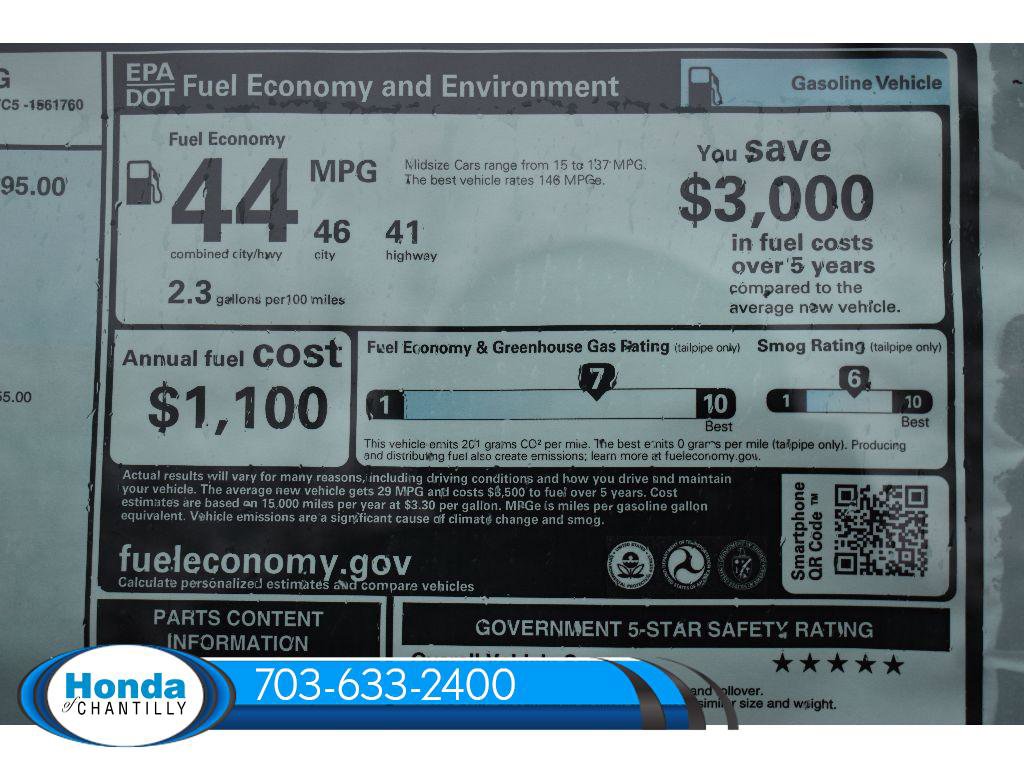 G
C5 -1561760
95.00
55.00
EPA
DOT
Fuel Economy and Environment
Gasoline Vehicle
Fuel Economy
44
MPG
combined city/hwy
46
city
41
highway
2.3 gallons per 100 miles
Midsize Cars range from 15 to 137 MPG.
The best vehicle rates 146 MPGe.
You save
$3,000
in fuel costs
over 5 years
compared to the
average new vehicle.
Annual fuel cost
$1,100
Fuel Economy & Greenhouse Gas Rating (tailpipe only)
7
1
10
Best
Smog Rating (tailpipe only)
6
1
10
Best
This vehicle emits 201 grams CO2 per mile. The best emits 0 grams per mile (tailpipe only). Producing
and distributing fuel also create emissions; learn more at fueleconomy.gov.
Actual results will vary for many reasons, including driving conditions and how you drive and maintain
your vehicle. The average new vehicle gets 29 MPG and costs $8,500 to fuel over 5 years. Cost
estimates are based on 15,000 miles per year at $3.30 per gallon. MPGe is miles per gasoline gallon
equivalent. Vehicle emissions are a significant cause of climate change and smog.
fueleconomy.gov
Calculate personalized estimates and compare vehicles
Smartphone
QR Code™
PARTS CONTENT
INFORMATION
GOVERNMENT 5-STAR SAFETY RATING
★★★★★
and rollover.
similar size and weight.
Honda
of CHANTILLY
703-633-2400